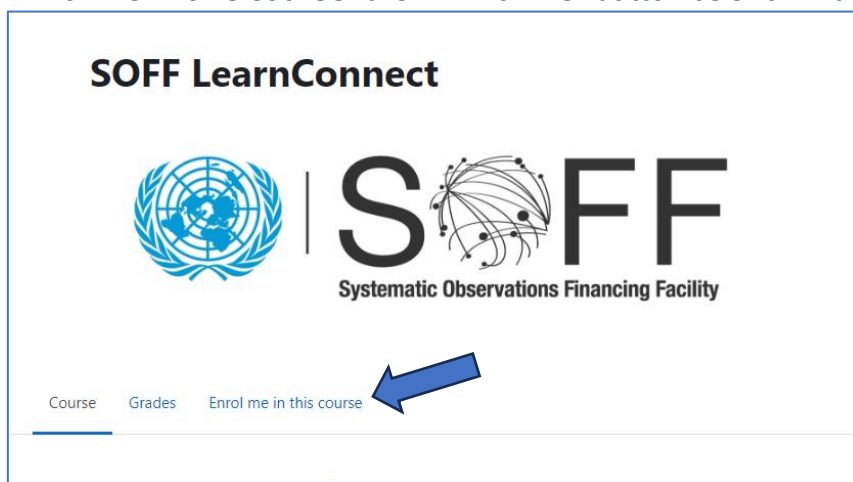 SOFF LearnConnect
SOFF
Systematic Observations Financing Facility
Course Grades Enrol me in this course